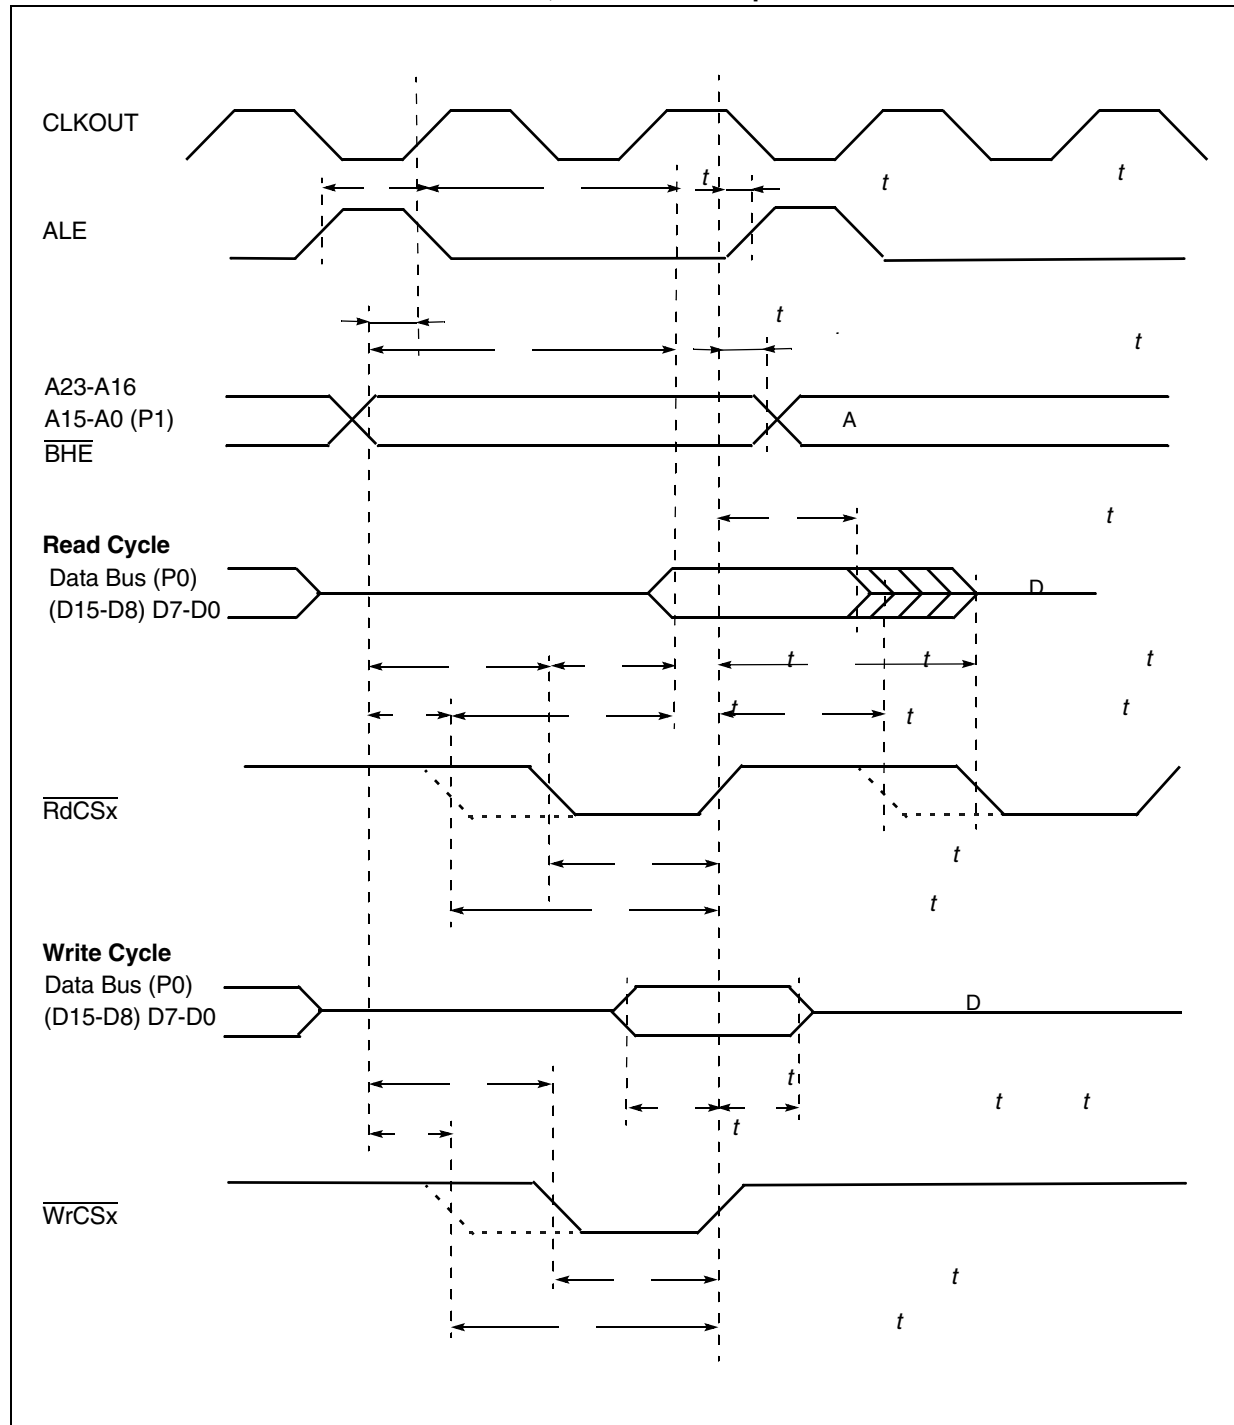 CLKOUT
t
t
t
ALE
t
t
A23-A16
A15-A0 (P1)
A
BHE
t
Read Cycle
Data Bus (P0)
D
(D15-D8) D7-D0
t
t
t
t
t
t
RdCSx
t
t
Write Cycle
Data Bus (P0)
D
(D15-D8) D7-D0
t
t
t
t
WrCSx
t
t